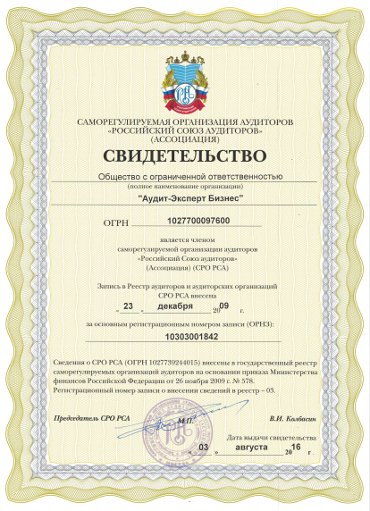 САМОРЕГУЛИРУЕМАЯ ОРГАНИЗАЦИЯ АУДИТОРОВ
«РОССИЙСКИЙ СОЮЗ АУДИТОРОВ»
(АССОЦИАЦИЯ)
СВИДЕТЕЛЬСТВО
Общество с ограниченной ответственностью
(полное наименование организации)
"Аудит-Эксперт Бизнес"
ОГРН 1027700097600
является членом
саморегулируемой организации аудиторов
«Российский Союз аудиторов»
(Ассоциации) (СРО РСА)
Запись в Реестр аудиторов и аудиторских организаций
СРО РСА внесена
„23„ декабря 2009г.
за основным регистрационным номером записи (ОРНЗ):
10303001842
Сведения о СРО РСА (ОГРН 1027739244015) внесены в государственный реестр
саморегулируемых организаций аудиторов на основании приказа Министерства
финансов Российской Федерации от 26 ноября 2009 г. № 578.
Регистрационный номер записи о внесении сведений в реестр – 03.
Председатель СРО РСА М.П. В.И. Колбасин
Дата выдачи свидетельства
„03„ августа 2016г.